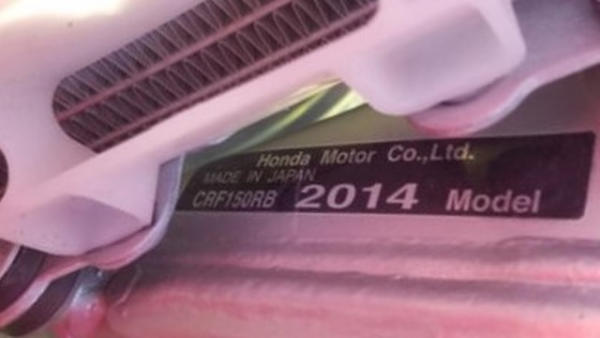 Honda Motor Co.,Ltd.
MADE IN JAPAN
CRF150RB 2014 Model